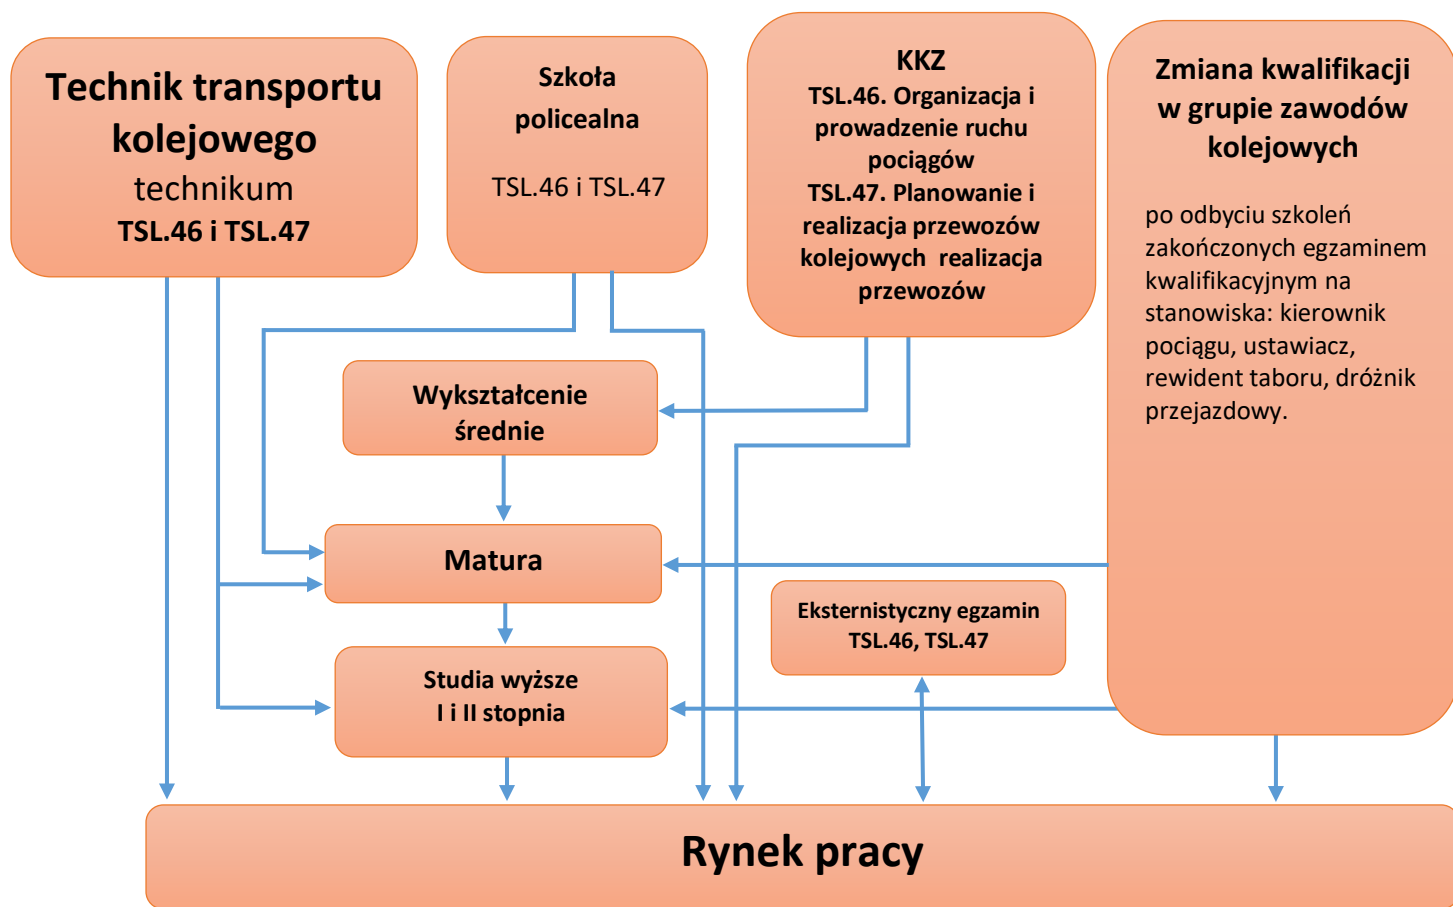 Technik transportu
kolejowego
technikum
TSL.46 i TSL.47
Szkoła
policealna
TSL.46 i TSL.47
KKZ
TSL.46. Organizacja i
prowadzenie ruchu
pociągów
TSL.47. Planowanie i
realizacja przewozów
kolejowych realizacja
przewozów
Zmiana kwalifikacji
w grupie zawodów
kolejowych
po odbyciu szkoleń
zakończonych egzaminem
kwalifikacyjnym na
stanowiska: kierownik
pociągu, ustawiacz,
rewident taboru, dróżnik
przejazdowy.
Wykształcenie
średnie
Matura
Eksternistyczny egzamin
TSL.46, TSL.47
Studia wyższe
I i II stopnia
Rynek pracy